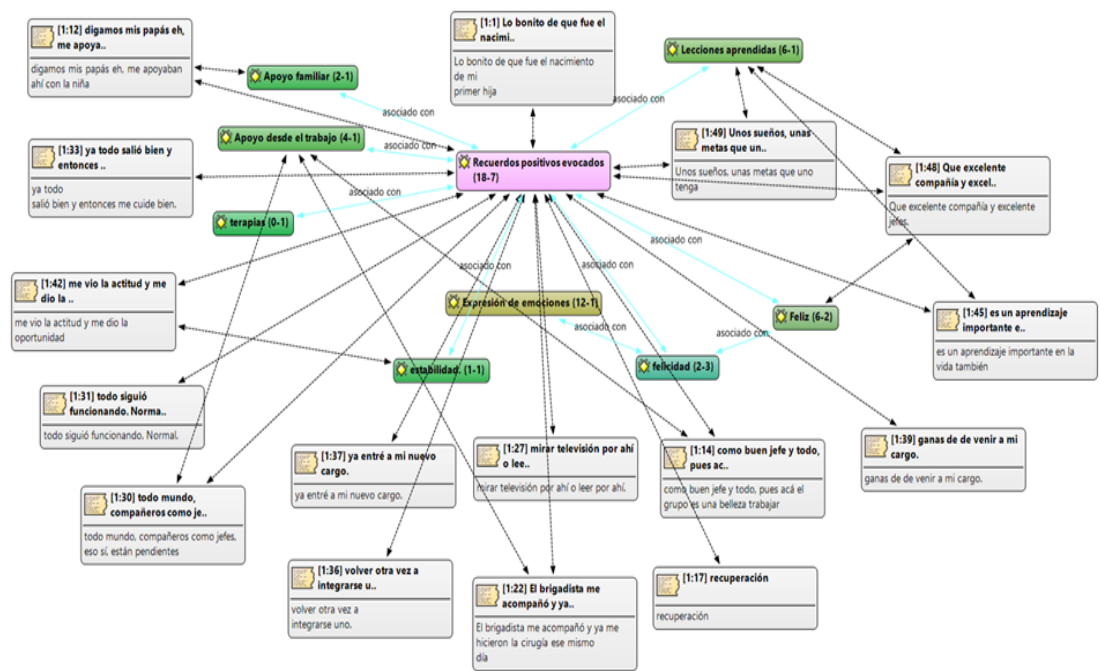 [1:12] digamos mis papás eh,
me apoya..
digamos mis papás eh, me apoyaban
ahí con la niña
Apoyo familiar (2-1)
[1:1] Lo bonito de que fue el
nacimi..
Lo bonito de que fue el nacimiento
de mi
primer hija
Lecciones aprendidas (6-1)
asociado con
asociado con
Apoyo desde el trabajo (4-1)
asociado con
[1:33] ya todo salió bien y
entonces ..
ya todo
salió bien y entonces me cuide bien.
Recuerdos positivos evocados
(18-7)
[1:49] Unos sueños, unas
metas que un..
Unos sueños, unas metas que uno
tenga
[1:48] Que excelente
compañía y excel..
Que excelente compañía y excelente
jefes.
asociado con
terapias (0-1)
asociado con
asociado con
asociado con
[1:42] me vio la actitud y me
dio la ..
me vio la actitud y me dio la
oportunidad
Expresión de emociones (12-1)
asociado con
Feliz (6-2)
asociado con
[1:45] es un aprendizaje
importante e..
es un aprendizaje importante en la
vida también
estabilidad. (1-1)
felicidad (2-3)
[1:31] todo siguió
funcionando. Norma..
todo siguió funcionando. Normal.
[1:37] ya entré a mi nuevo
cargo.
ya entré a mi nuevo cargo.
[1:27] mirar televisión por ahí
o lee..
mirar televisión por ahí o leer por ahí.
[1:14] como buen jefe y todo,
pues ac..
como buen jefe y todo, pues acá el
grupo es una belleza trabajar
[1:39] ganas de de venir a mi
cargo.
ganas de de venir a mi cargo.
[1:30] todo mundo,
compañeros como je..
todo mundo, compañeros como jefes,
eso sí, están pendientes
[1:36] volver otra vez a
integrarse u..
volver otra vez a
integrarse uno.
[1:22] El brigadista me
acompañó y ya..
El brigadista me acompañó y ya me
hicieron la cirugía ese mismo
día
[1:17] recuperación
recuperación